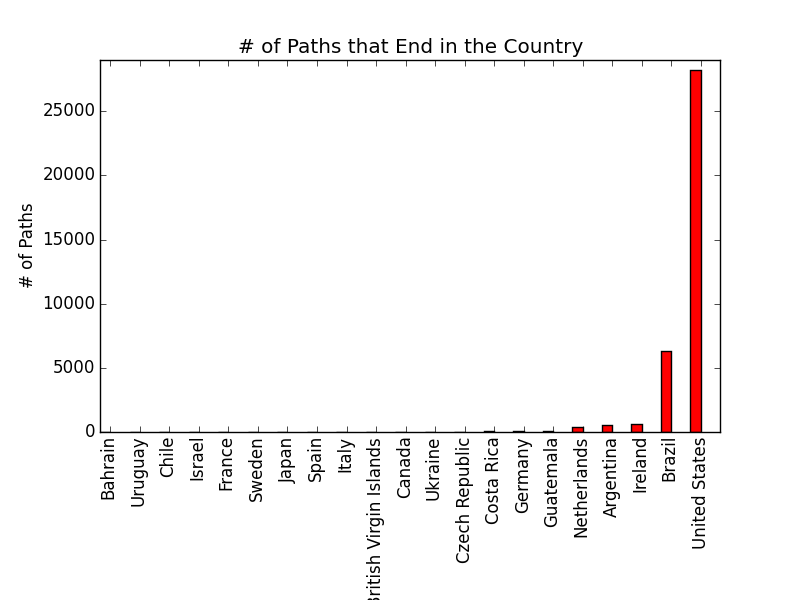 # of Paths that End in the Country
# of Paths
25000
20000
15000
10000
5000
0
Bahrain
Uruguay
Chile
Israel
France
Sweden
Japan
Spain
Italy
British Virgin Islands
Canada
Ukraine
Czech Republic
Costa Rica
Germany
Guatemala
Netherlands
Argentina
Ireland
Brazil
United States